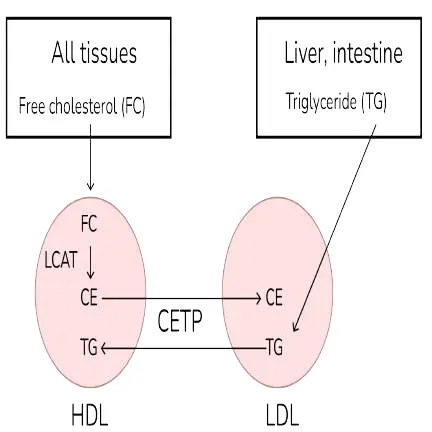 All tissues
Free cholesterol (FC)
Liver, intestine
Triglyceride (TG)
FC
LCAT
CE
CE
CETP
TG
TG
HDL
LDL